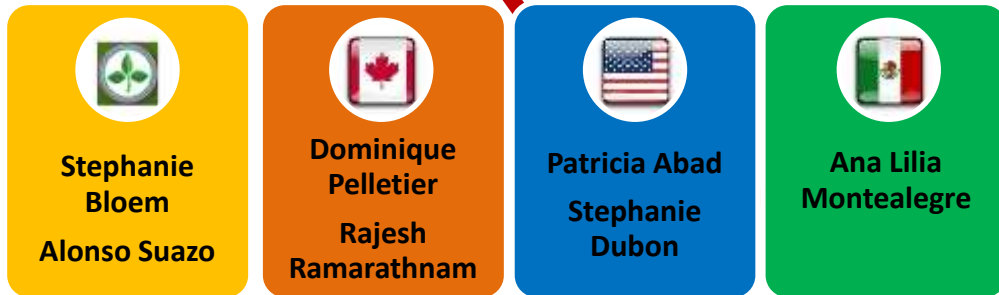 Stephanie
Bloem
Alonso Suazo
Dominique
Pelletier
Rajesh
Ramarathnam
Patricia Abad
Stephanie
Dubon
Ana Lilia
Montealegre